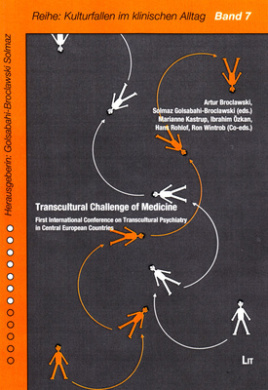 Reihe: Kulturfallen im klinischen Alltag Band 7
Herausgeberin: Golsabahi-Broclawski Solmaz
Artur Broclawski,
Solmaz Golsabahi-Broclawski (eds.)
Marianne Kastrup, Ibrahim Özkan,
Hans Rohlof, Ron Wintrob (Co-eds.)
Transcultural Challenge of Medicine
First International Conference on Transcultural Psychiatry
in Central European Countries
LIT